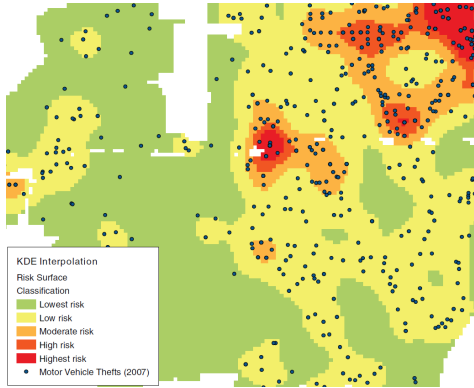 KDE Interpolation
Risk Surface
Classification
Lowest risk
Low risk
Moderate risk
High risk
Highest risk
Motor Vehicle Thefts (2007)